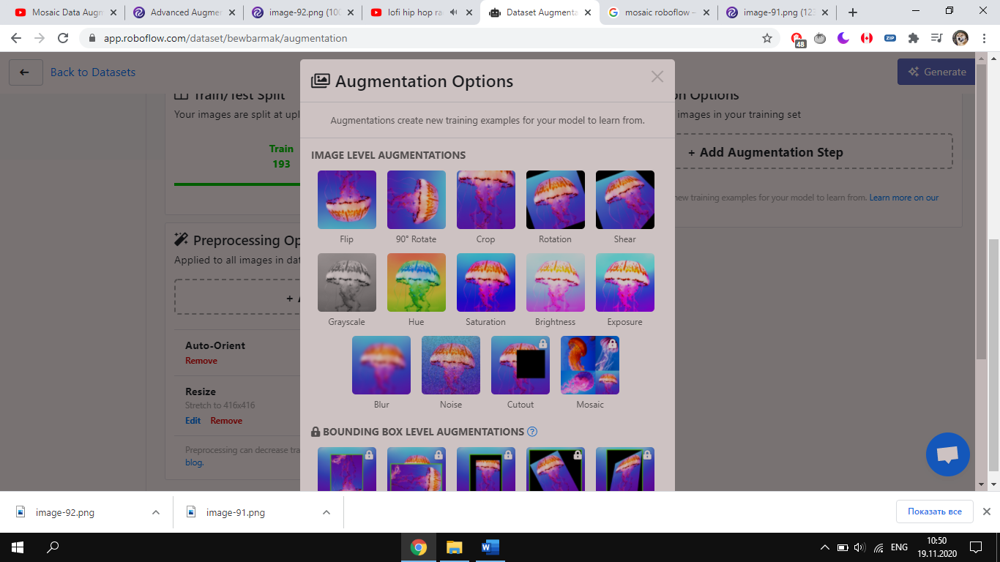 Mosaic Data Aug
Advanced Augmen
image-92.png (100
lofi hip hop ra
Dataset Augmenta
mosaic roboflow –
image-91.png (123
app.roboflow.com/dataset/bewbarmak/augmentation
48
ZIP
Back to Datasets
Generate
Train/Test Split
Your images are split at upl
Train
193
Preprocessing Op
Applied to all images in dat
+
Auto-Orient
Remove
Resize
Stretch to 416x416
Edit Remove
Preprocessing can decrease tra
blog.
Augmentation Options
Augmentations create new training examples for your model to learn from.
IMAGE LEVEL AUGMENTATIONS
Flip
90° Rotate
Crop
Rotation
Shear
Grayscale
Hue
Saturation
Brightness
Exposure
Blur
Noise
Cutout
Mosaic
BOUNDING BOX LEVEL AUGMENTATIONS ?
on Options
images in your training set
+ Add Augmentation Step
new training examples for your model to learn from. Learn more on our
image-92.png
image-91.png
Показать все
W
ENG
10:50
19.11.2020